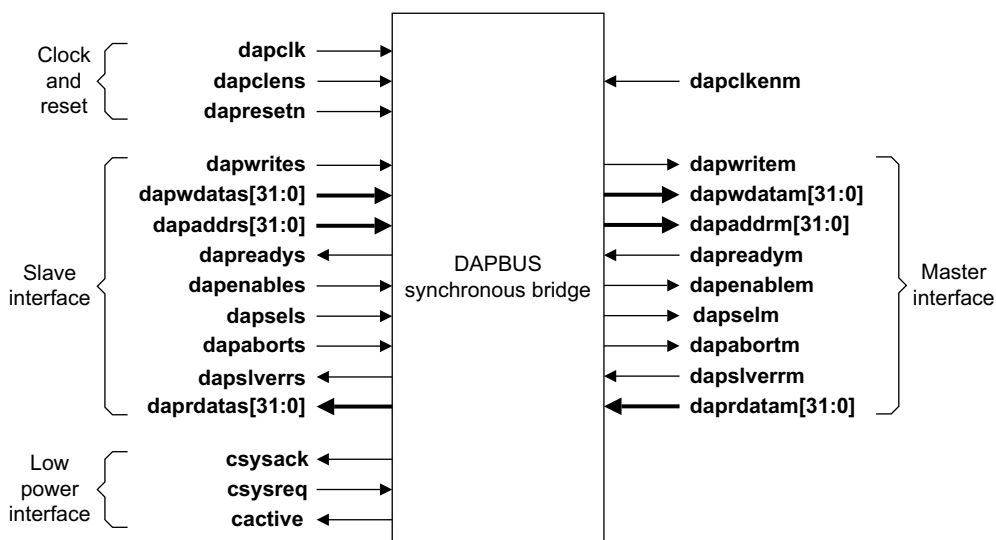 Clock
and
reset
dapclk
dapclens
dapresetn
dapclkenm
Slave
interface
dapwrites
dapwdatas[31:0]
dapaddrs[31:0]
dapreadys
dapenables
dapsels
dapaborts
dapslverrs
daprdatas[31:0]
DAPBUS
synchronous bridge
dapwritem
dapwdatam[31:0]
dapaddrm[31:0]
dapreadym
dapenablem
dapselm
dapabortm
dapslverrm
daprdatam[31:0]
Master
interface
Low
power
interface
csysack
csysreq
cactive